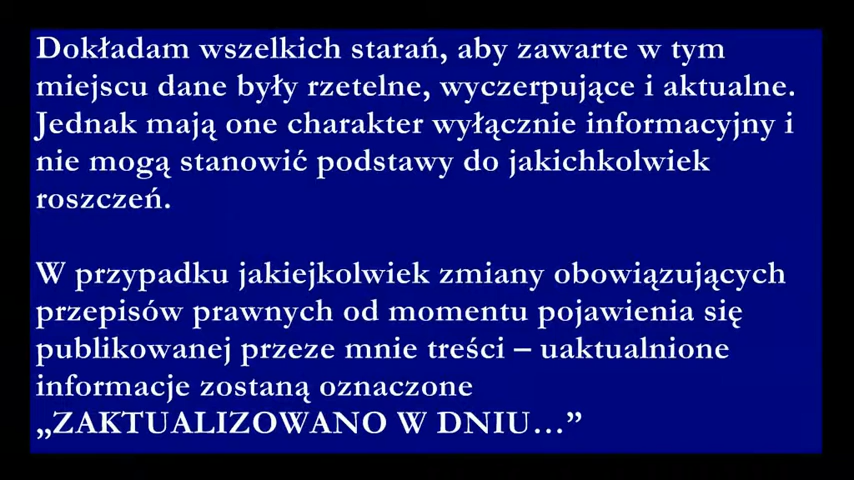 Dokładam wszelkich starań, aby zawarte w tym
miejscu dane były rzetelne, wyczerpujące i aktualne.
Jednak mają one charakter wyłącznie informacyjny i
nie mogą stanowić podstawy do jakichkolwiek
roszczeń.
W przypadku jakiejkolwiek zmiany obowiązujących
przepisów prawnych od momentu pojawienia się
publikowanej przeze mnie treści – uaktualnione
informacje zostaną oznaczone
„ZAKTUALIZOWANO W DNIU…”